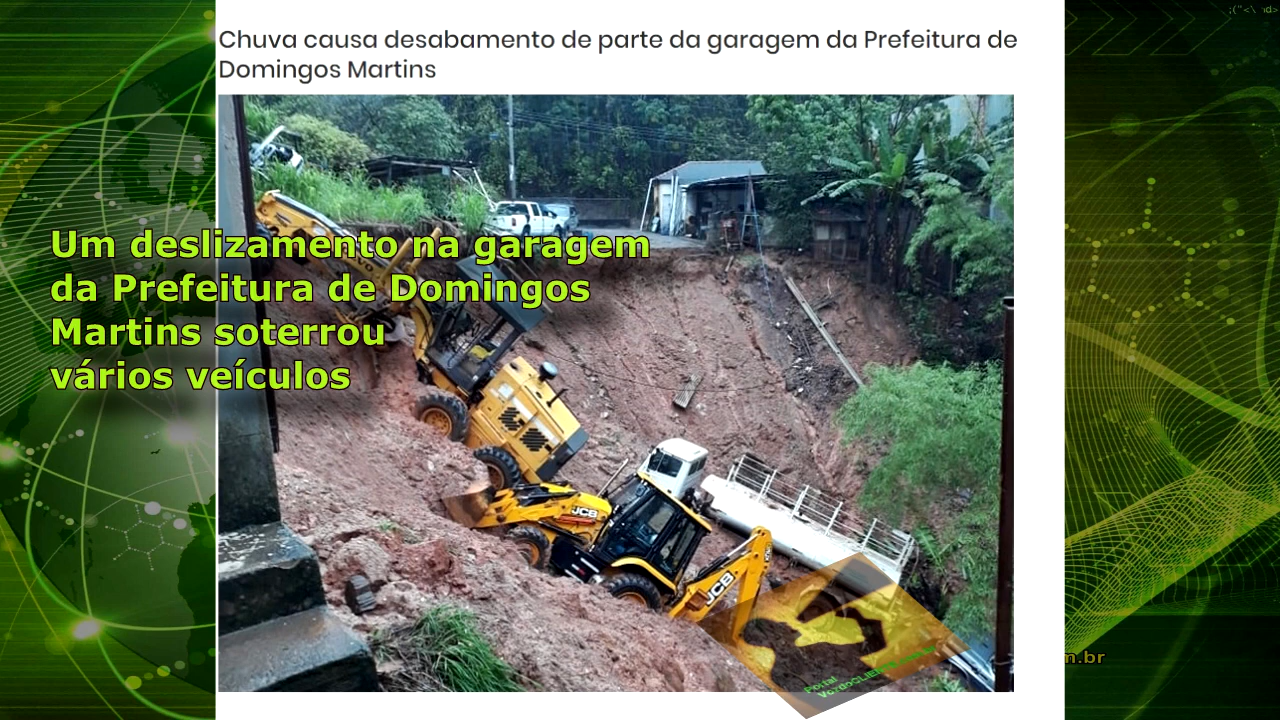 Chuva causa desabamento de parte da garagem da Prefeitura de
Domingos Martins
Um deslizamento na garagem
da Prefeitura de Domingos
Martins soterrou
vários veículos
JCB
JCB
Portal